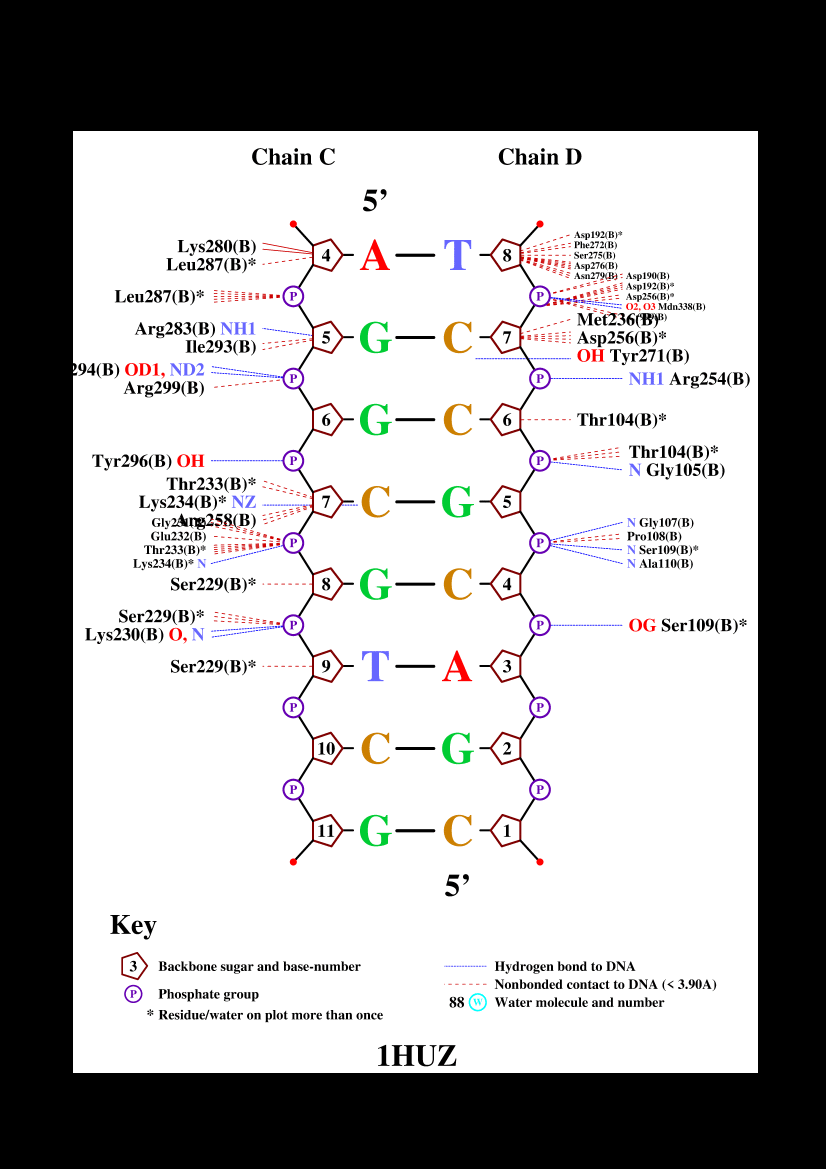 Chain C Chain D
5’
Asp192(B)*
Lys280(B) 4 A T 8 Phe272(B)
Ser275(B)
Leu287(B)* Asp276(B)
Asn279(B) Asp190(B)
Asp192(B)*
Leu287(B)* P P Asp256(B)*
O2, O3 Mdn338(B)
Met236(B)*
Arg283(B) NH1 5 G C 7 Asp256(B)*
Ile293(B) OH Tyr271(B)
294(B) OD1, ND2 P P NH1 Arg254(B)
Arg299(B)
6 G C 6 Thr104(B)*
Thr104(B)*
Tyr296(B) OH P P N Gly105(B)
Thr233(B)*
Lys234(B)* NZ 7 C G 5
Arg258(B)
N Gly107(B)
Glu232(B) P P Pro108(B)
Thr233(B)* N Ser109(B)*
Lys234(B)* N N Ala110(B)
Ser229(B)* 8 G C 4
Ser229(B)* P P OG Ser109(B)*
Lys230(B) O, N
Ser229(B)* 9 T A 3
P P
10 C G 2
P P
11 G C 1
5’
Key
3 Backbone sugar and base-number Hydrogen bond to DNA
Nonbonded contact to DNA (< 3.90A)
P Phosphate group 88 W Water molecule and number
* Residue/water on plot more than once
1HUZ